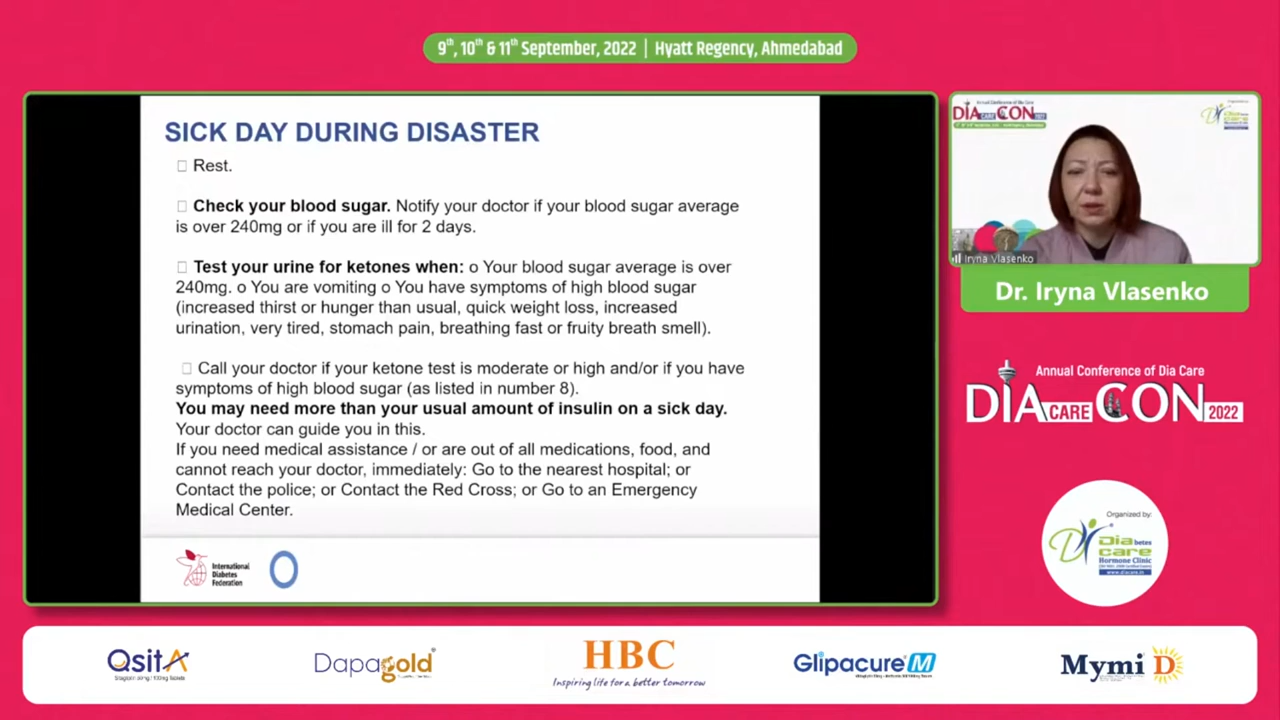 9th, 10th & 11th September, 2022 | Hyatt Regency, Ahmedabad
SICK DAY DURING DISASTER
Rest.
Check your blood sugar. Notify your doctor if your blood sugar average
is over 240mg or if you are ill for 2 days.
Test your urine for ketones when: o Your blood sugar average is over
240mg. o You are vomiting o You have symptoms of high blood sugar
(increased thirst or hunger than usual, quick weight loss, increased
urination, very tired, stomach pain, breathing fast or fruity breath smell).
Call your doctor if your ketone test is moderate or high and/or if you have
symptoms of high blood sugar (as listed in number 8).
You may need more than your usual amount of insulin on a sick day.
Your doctor can guide you in this.
If you need medical assistance / or are out of all medications, food, and
cannot reach your doctor, immediately: Go to the nearest hospital; or
Contact the police; or Contact the Red Cross; or Go to an Emergency
Medical Center.
International
Diabetes
Federation
DIA CARE CON
Iryna Vlasenko
Dr. Iryna Vlasenko
Annual Conference of Dia Care
DIA CARE CON 2022
Organized by:
Diabetes
care
Hormone Clinic
www.diacare.in
QsitA
Dapagold
HBC
Inspiring life for a better tomorrow
Glipacure M
Mymi D